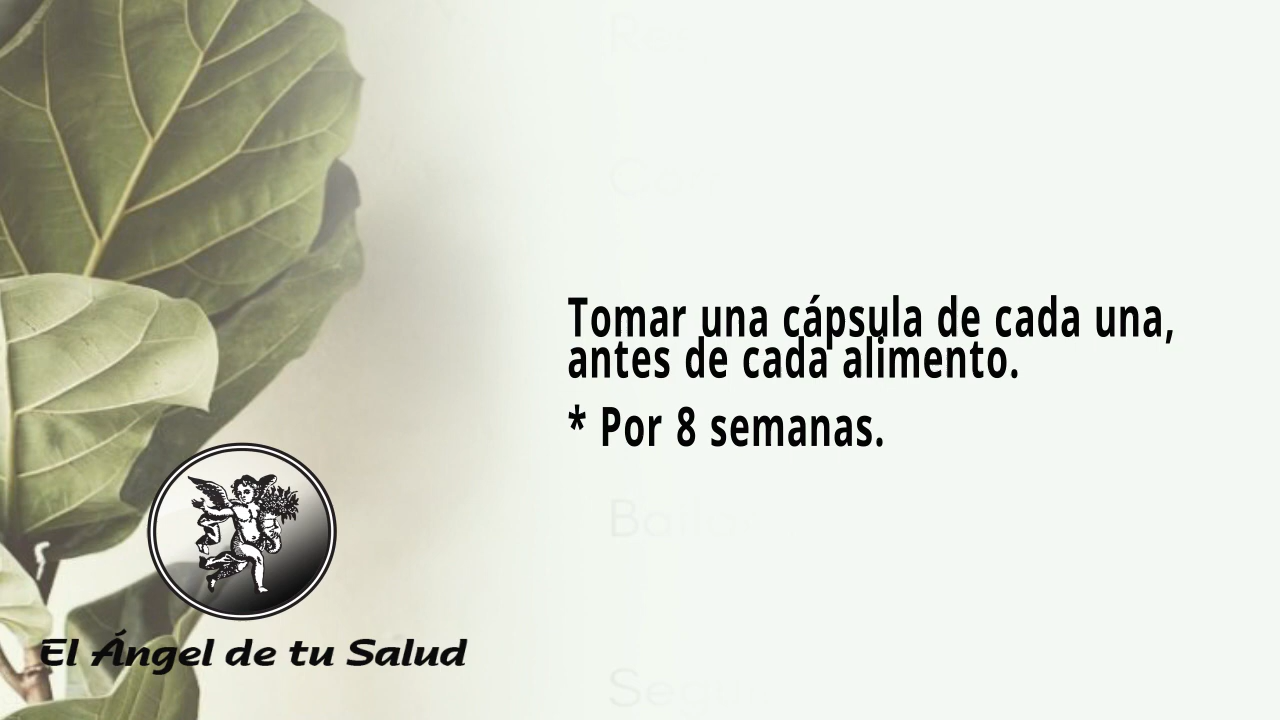 Tomar una cápsula de cada una,
antes de cada alimento.
* Por 8 semanas.
El Ángel de tu Salud